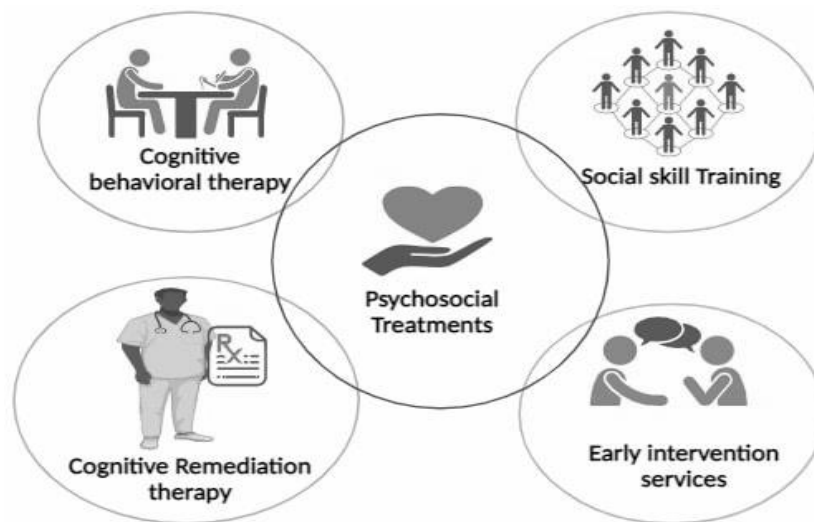 Cognitive
behavioral therapy
Social skill Training
Psychosocial
Treatments
Rx
Cognitive Remediation
therapy
Early intervention
services